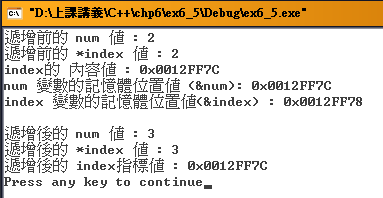 "D:\上課講義\C++\chp6\ex6_5\Debug\ex6_5.exe"
遞增前的 num 值 : 2
遞增前的 *index 值 : 2
index的 內容值 : 0x0012FF7C
num 變數的記憶體位置值 (&num): 0x0012FF7C
index 變數的記憶體位置值(&index) : 0x0012FF78
遞增後的 num 值 : 3
遞增後的 *index 值 : 3
遞增後的 index指標值 : 0x0012FF7C
Press any key to continue